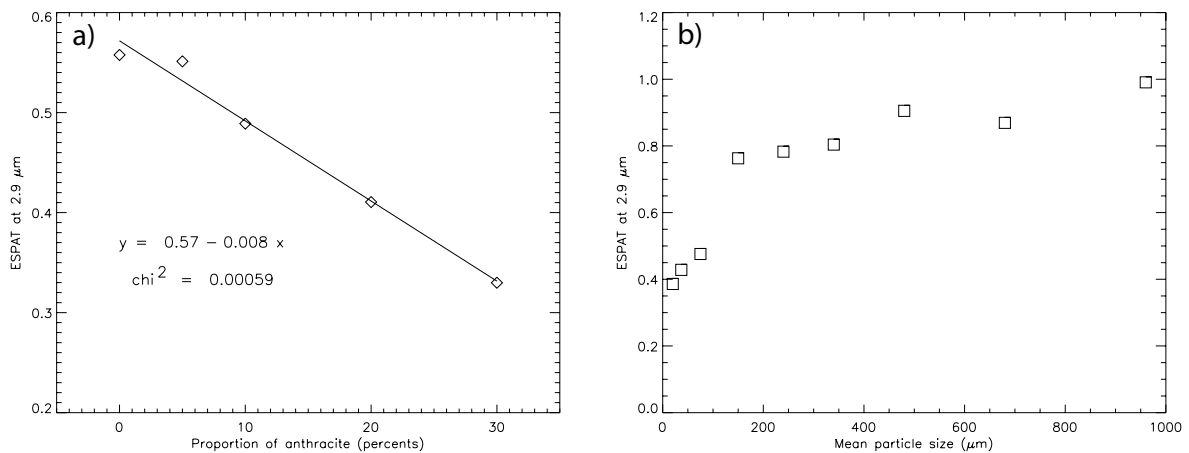 a)
0.6
0.5
0.4
0.3
0.2
ESPAT at 2.9 μm
y = 0.57 – 0.008 x
chi² = 0.00059
0 10 20 30
Proportion of anthracite (percents)
b)
1.2
1.0
0.8
0.6
0.4
0.2
0.0
ESPAT at 2.9 μm
0 200 400 600 800 1000
Mean particle size (μm)